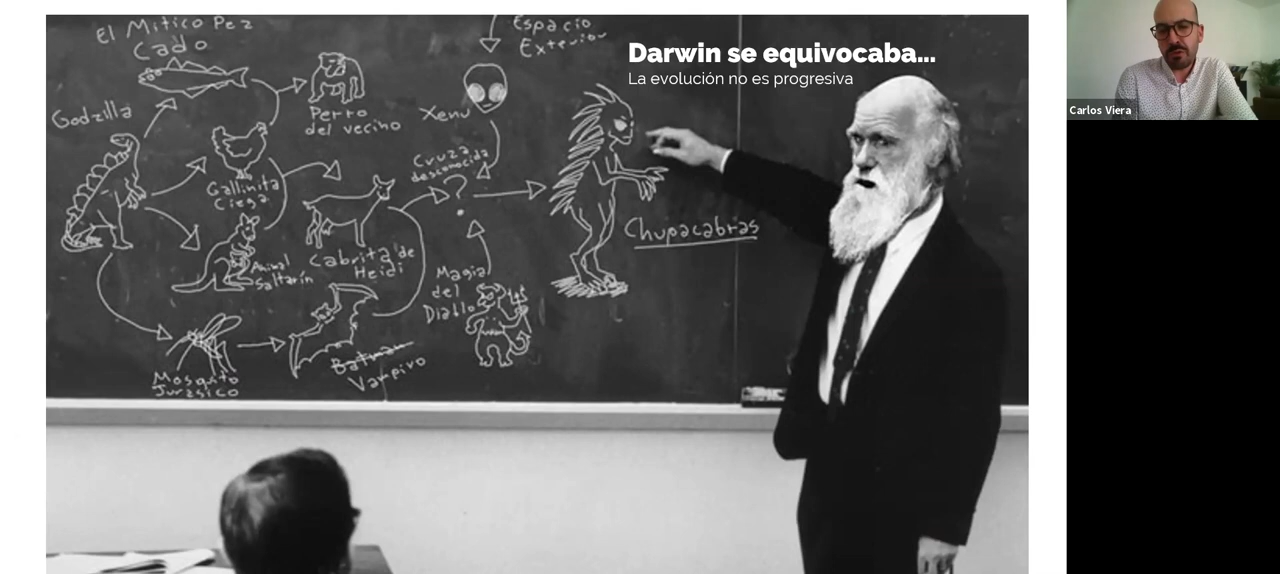 El Mitico Pez
Cado
Espacio
Exterior
Darwin se equivocaba...
La evolución no es progresiva
Carlos Viera
Godzilla
Perro
del vecino
Xenu
Cruza
desconocida
?
Gallinita
Ciega
Chupacabras
Animal
Saltarín
Cabrita de
Heidi
Magia
del
Diablo
Mosquito
Jurásico
Batman
Vampiro